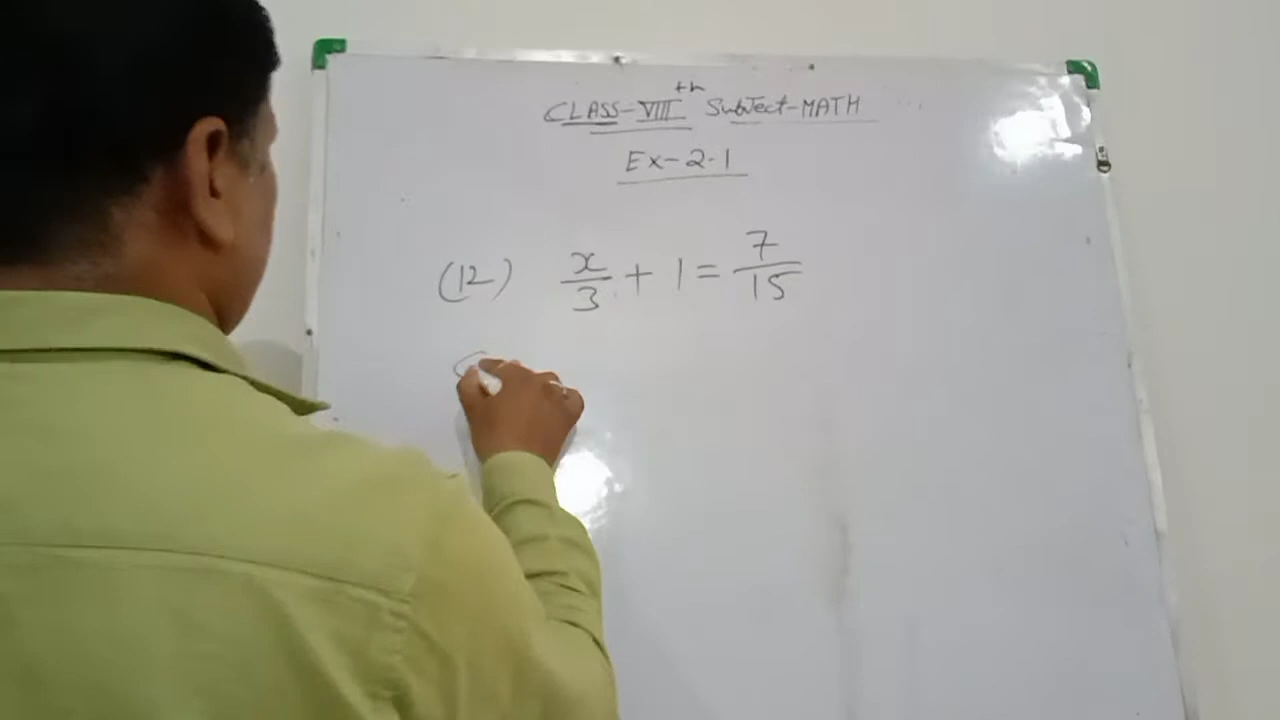 CLASS-VIIIth Subject-MATH
Ex-2.1
(12) x/3 + 1 = 7/15